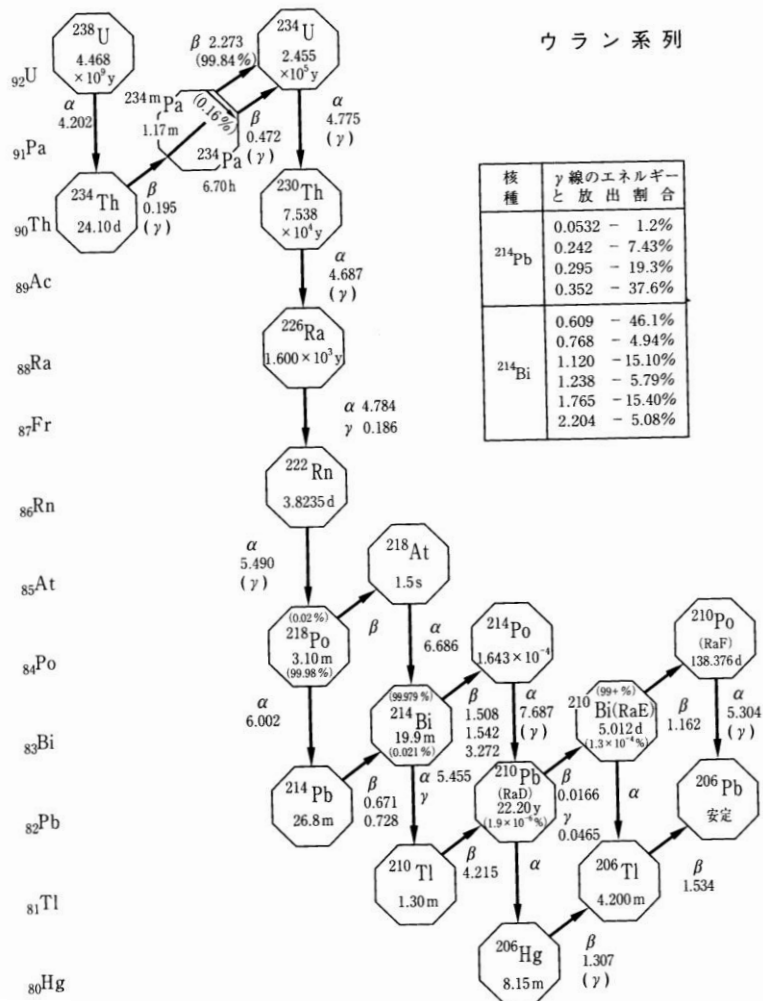 ウラン系列
₉₂U
₉₁Pa
₉₀Th
₈₉Ac
₈₈Ra
₈₇Fr
₈₆Rn
₈₅At
₈₄Po
₈₃Bi
₈₂Pb
₈₁Tl
₈₀Hg
²³⁸U
4.468
×10⁹y
α
4.202
²³⁴Th
24.10d
β
0.195
(γ)
²³⁴ᵐPa
1.17m
(0.16%)
²³⁴Pa
6.70h
β 2.273
(99.84%)
β
0.472
(γ)
²³⁴U
2.455
×10⁵y
α
4.775
(γ)
²³⁰Th
7.538
×10⁴y
α
4.687
(γ)
²²⁶Ra
1.600×10³y
α 4.784
γ 0.186
²²²Rn
3.8235d
α
5.490
(γ)
(0.02%)
²¹⁸Po
3.10m
(99.98%)
β
²¹⁸At
1.5s
α
6.686
α
6.002
²¹⁴Pb
26.8m
β
0.671
0.728
(99.979%)
²¹⁴Bi
19.9m
(0.021%)
β
1.508
1.542
3.272
α 5.455
γ
²¹⁴Po
1.643×10⁻⁴
α
7.687
(γ)
²¹⁰Tl
1.30m
β
4.215
²¹⁰Pb
(RaD)
22.20y
(1.9×10⁻⁶%)
β
0.0166
γ
0.0465
α
²⁰⁶Hg
8.15m
β
1.307
(γ)
(99+%)
²¹⁰Bi(RaE)
5.012d
(1.3×10⁻⁴%)
β
1.162
α
²¹⁰Po
(RaF)
138.376d
α
5.304
(γ)
²⁰⁶Tl
4.200m
β
1.534
²⁰⁶Pb
安定
核種
γ線のエネルギー
と放出割合
²¹⁴Pb
0.0532 − 1.2%
0.242 − 7.43%
0.295 − 19.3%
0.352 − 37.6%
²¹⁴Bi
0.609 − 46.1%
0.768 − 4.94%
1.120 − 15.10%
1.238 − 5.79%
1.765 − 15.40%
2.204 − 5.08%